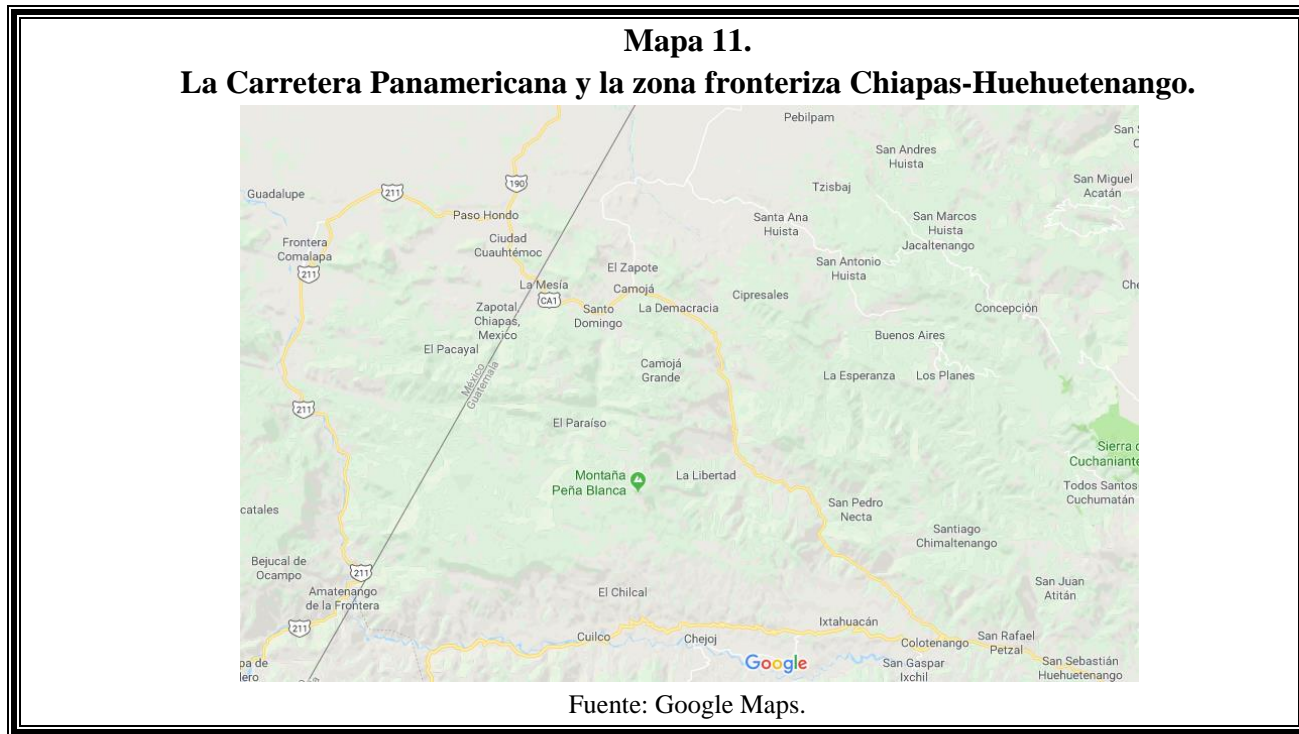 Mapa 11.
La Carretera Panamericana y la zona fronteriza Chiapas-Huehuetenango.
Pebilpam
San
San Andres
Huista
Guadalupe
211
190
Tzisbaj
San Miguel
Acatán
Paso Hondo
Santa Ana
Huista
San Marcos
Huista
Jacaltenango
Frontera
Comalapa
211
Ciudad
Cuauhtémoc
San Antonio
Huista
El Zapote
La Mesía
CA1
Camojá
Cipresales
Zapotal
Chiapas,
Mexico
Santo
Domingo
La Demacracia
Concepción
El Pacayal
Buenos Aires
Camojá
Grande
La Esperanza
Los Planes
México
Guatemala
211
El Paraíso
Sierra
Cuchaniante
Montaña
Peña Blanca
La Libertad
Todos Santos
Cuchumatán
San Pedro
Necta
catales
Santiago
Chimaltenango
Bejucal de
Ocampo
211
Amatenango
de la Frontera
El Chilcal
San Juan
Atitán
211
Ixtahuacán
Cuilco
Chejoj
Colotenango
San Rafael
Petzal
pa de
lero
Google
San Gaspar
Ixchil
San Sebastián
Huehuetenango
Fuente: Google Maps.